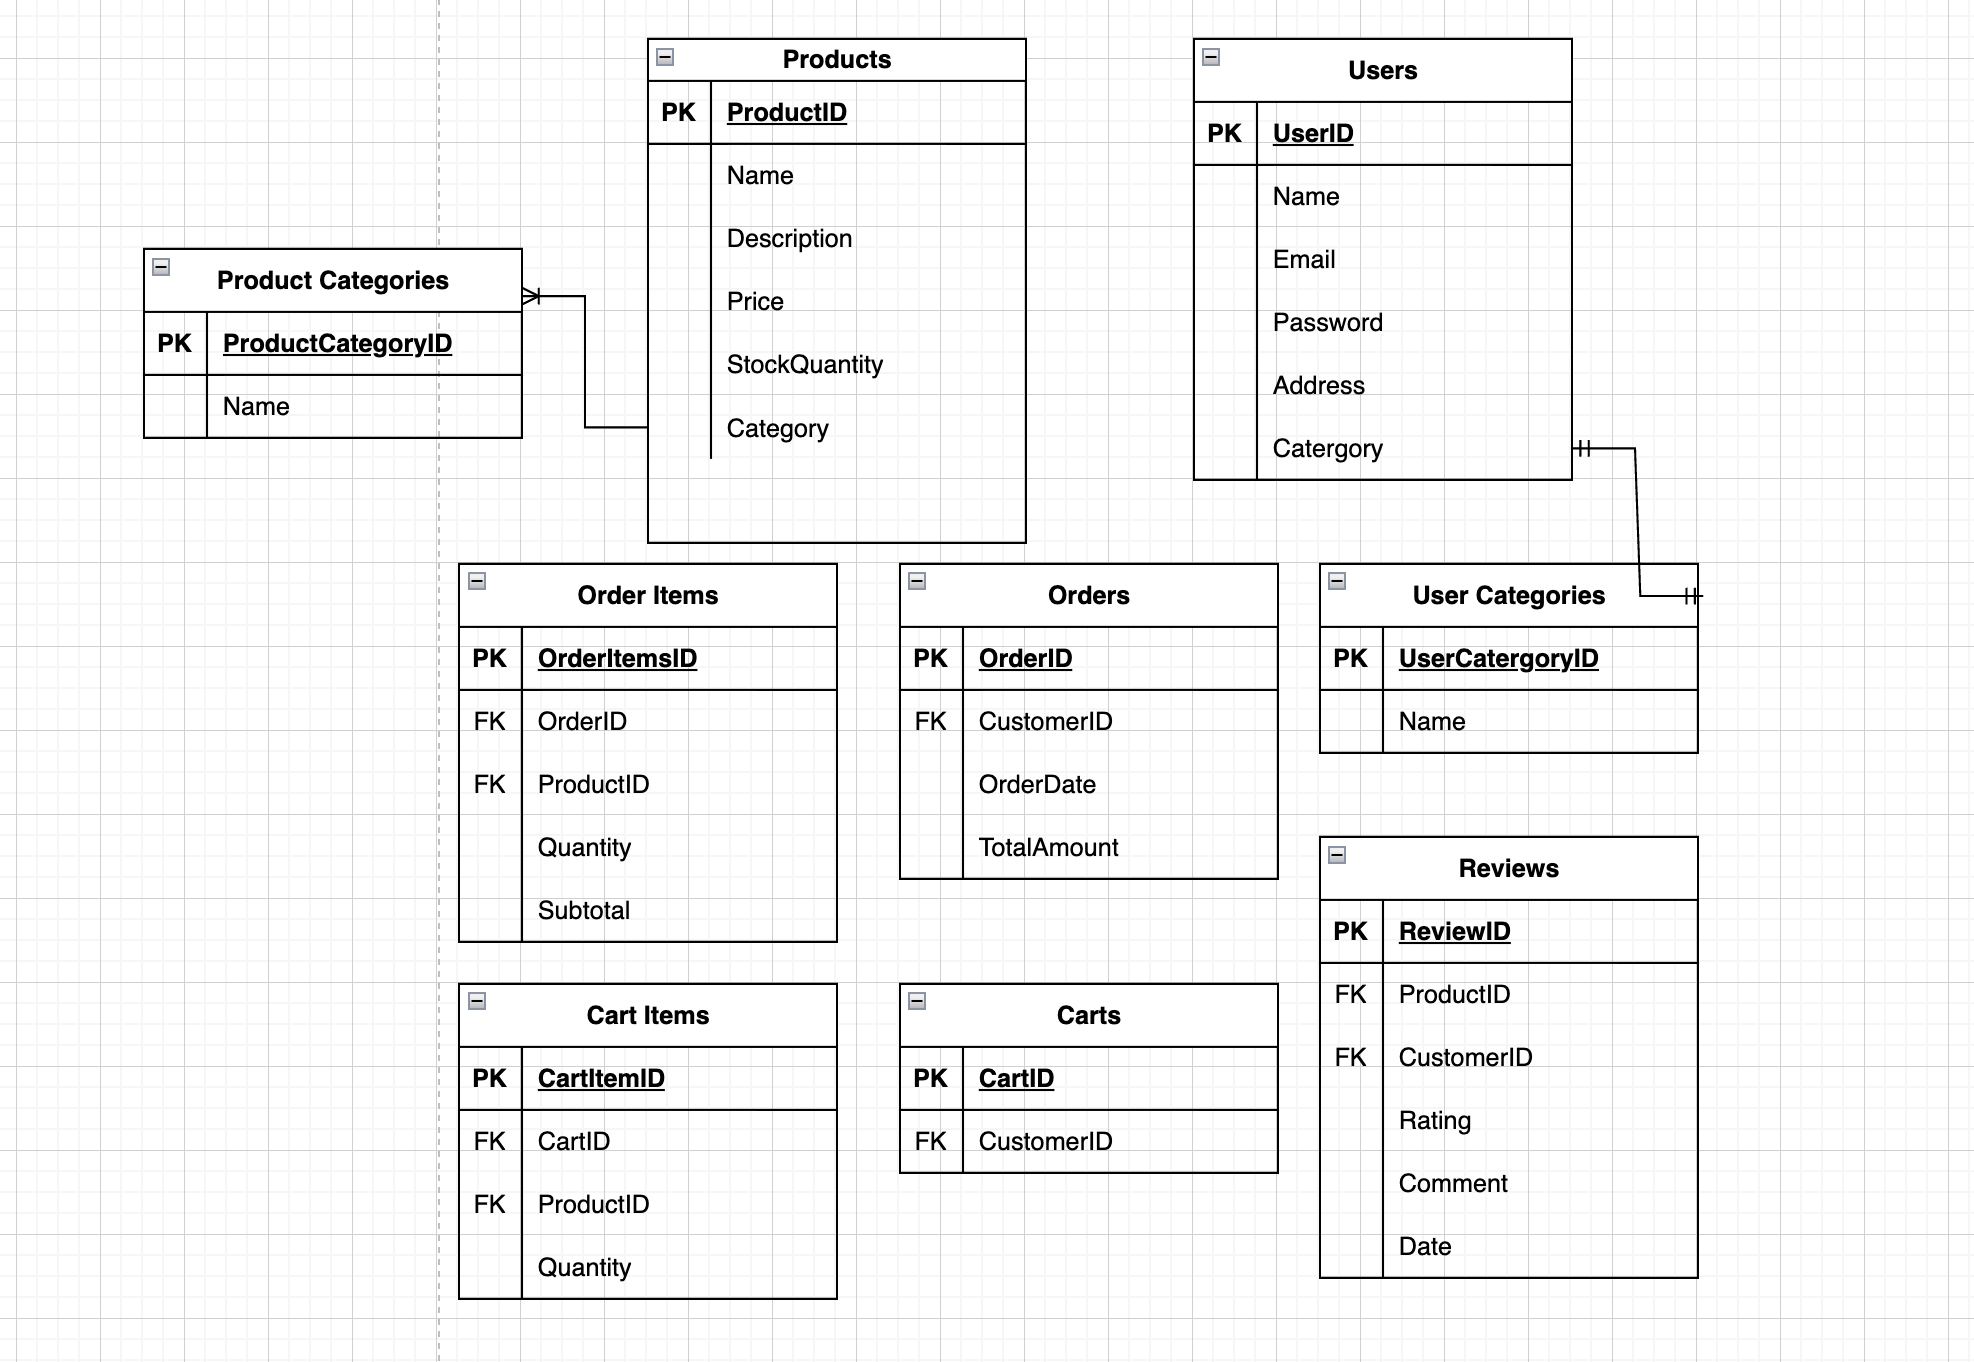 Products
PK ProductID
Name
Description
Price
StockQuantity
Category
Users
PK UserID
Name
Email
Password
Address
Catergory
Product Categories
PK ProductCategoryID
Name
Order Items
PK OrderItemsID
FK OrderID
FK ProductID
Quantity
Subtotal
Orders
PK OrderID
FK CustomerID
OrderDate
TotalAmount
User Categories
PK UserCatergoryID
Name
Reviews
PK ReviewID
FK ProductID
FK CustomerID
Rating
Comment
Date
Cart Items
PK CartItemID
FK CartID
FK ProductID
Quantity
Carts
PK CartID
FK CustomerID